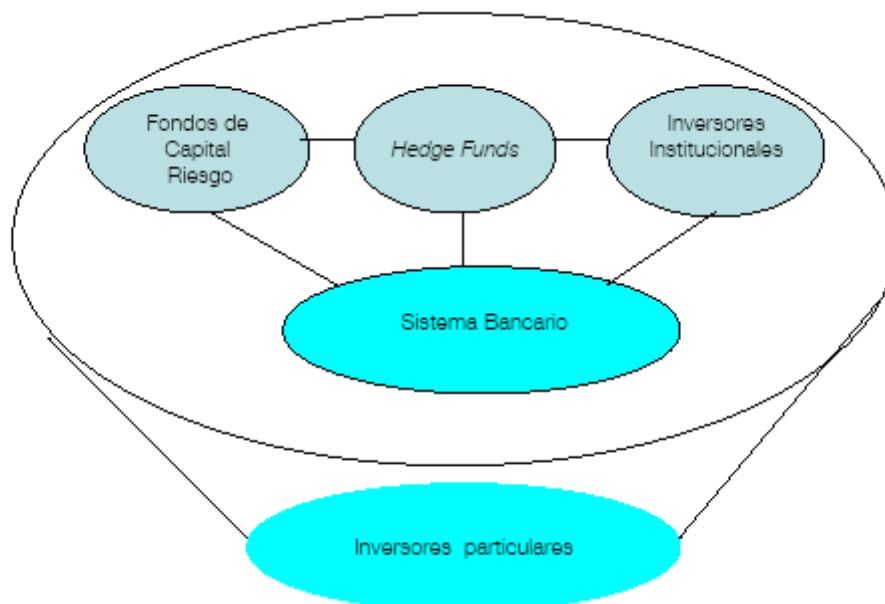 Fondos de
Capital
Riesgo
Hedge Funds
Inversores
Institucionales
Sistema Bancario
Inversores particulares